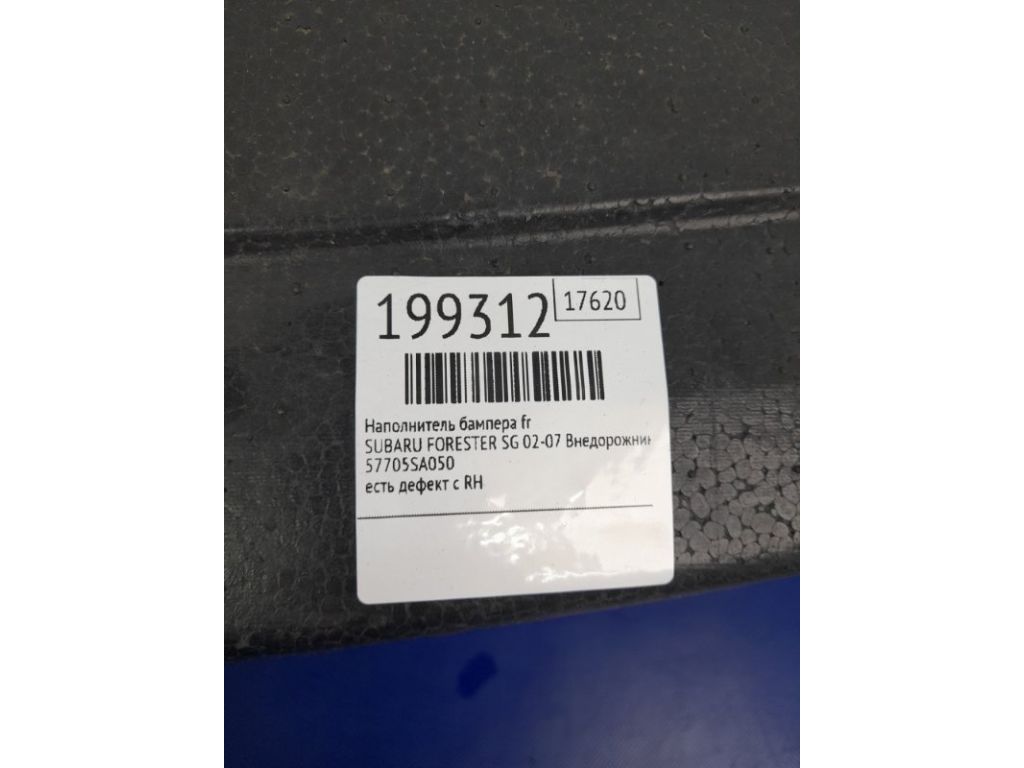 199312
17620
Наполнитель бампера fr
SUBARU FORESTER SG 02-07 Внедорожник
57705SA050
есть дефект с RH